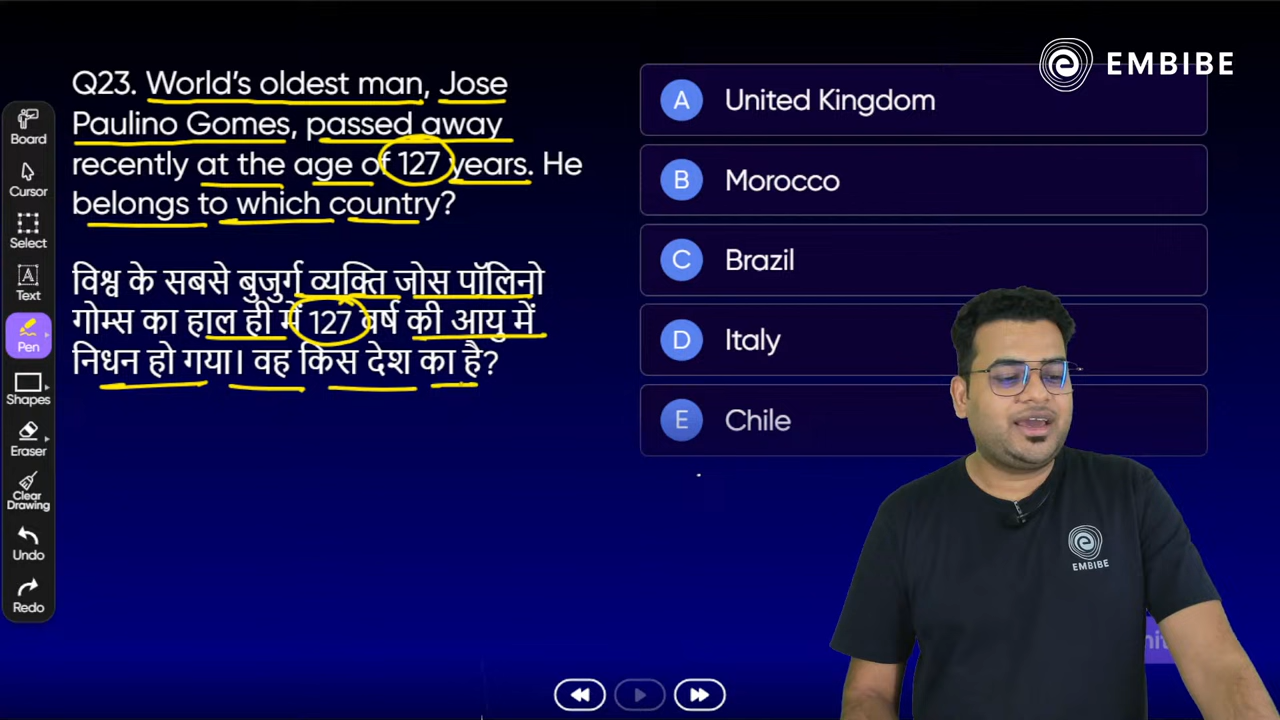 EMBIBE
Q23. World's oldest man, Jose
Paulino Gomes, passed away
recently at the age of 127 years. He
belongs to which country?
विश्व के सबसे बुजुर्ग व्यक्ति जोस पॉलिनो
गोम्स का हाल ही में 127 वर्ष की आयु में
निधन हो गया। वह किस देश का है?
A United Kingdom
B Morocco
C Brazil
D Italy
E Chile
Board
Cursor
Select
A
Text
Pen
Shapes
Eraser
Clear
Drawing
Undo
Redo
EMBIBE